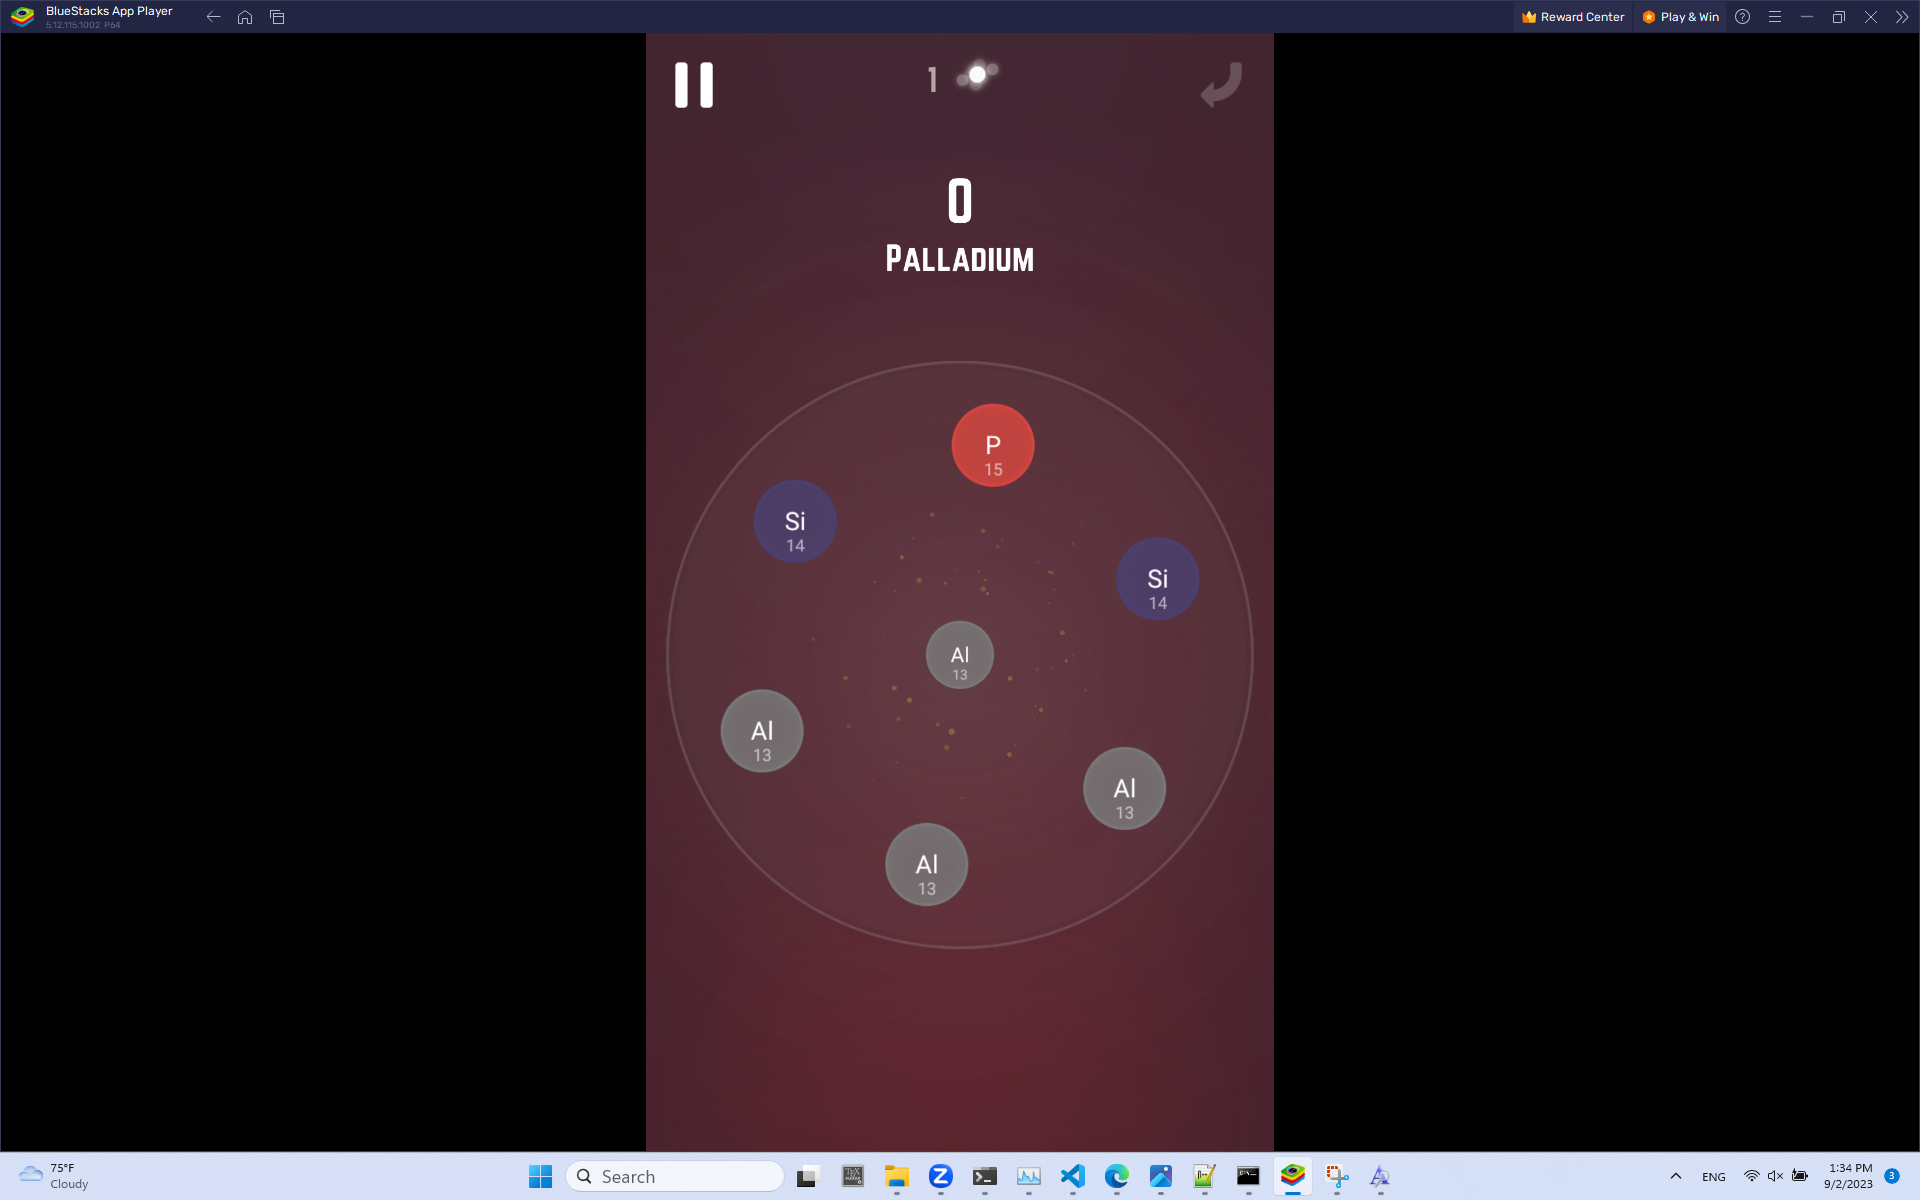 BlueStacks App Player
5.12.115.1002 P64
Reward Center
Play & Win
1
0
PALLADIUM
P
15
Si
14
Si
14
Al
13
Al
13
Al
13
Al
13
75°F
Cloudy
Search
ENG
1:34 PM
9/2/2023
3